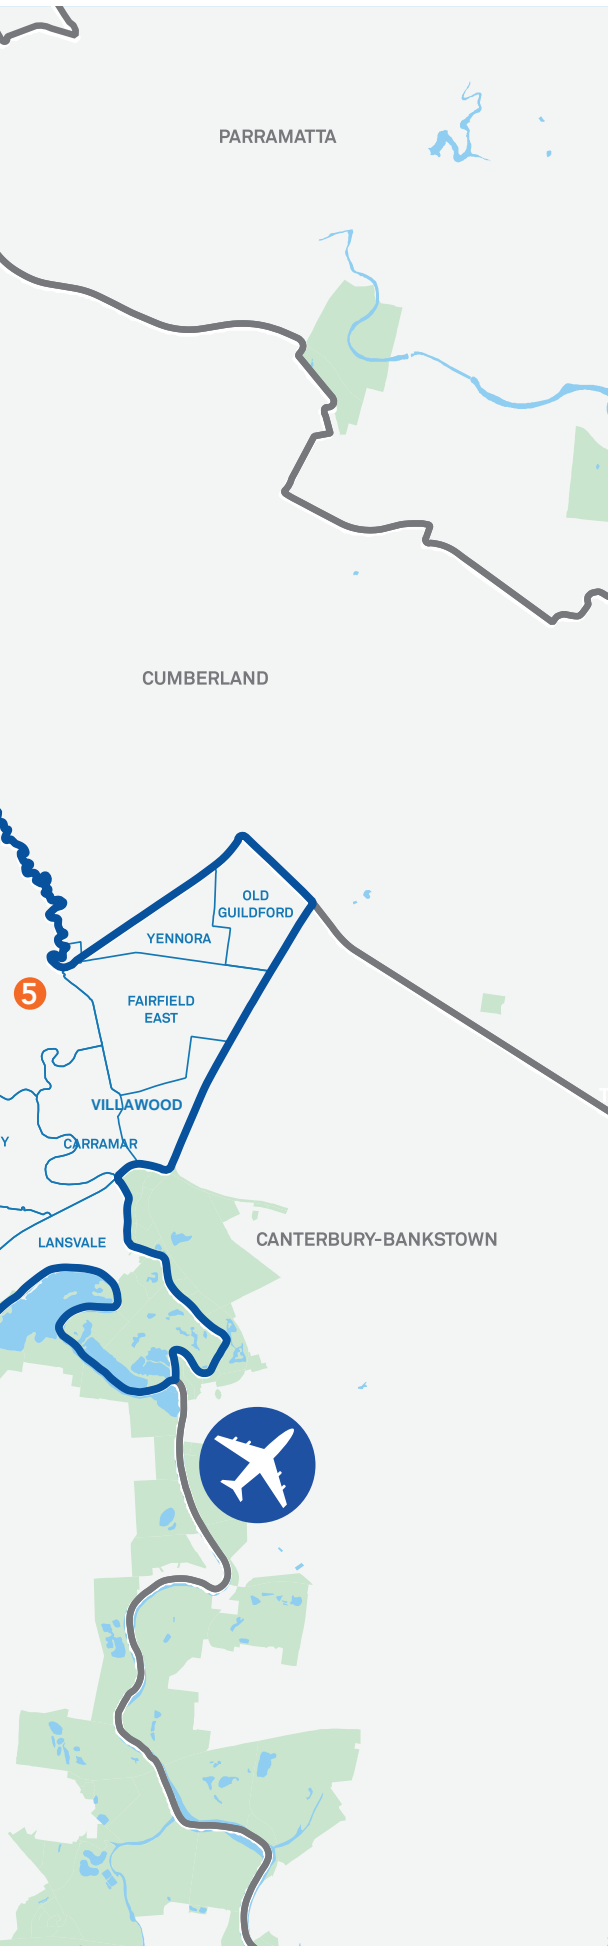 PARRAMATTA
CUMBERLAND
OLD
GUILDFORD
YENNORA
5
FAIRFIELD
EAST
VILLAWOOD
Y
CARRAMAR
LANSVALE
CANTERBURY-BANKSTOWN